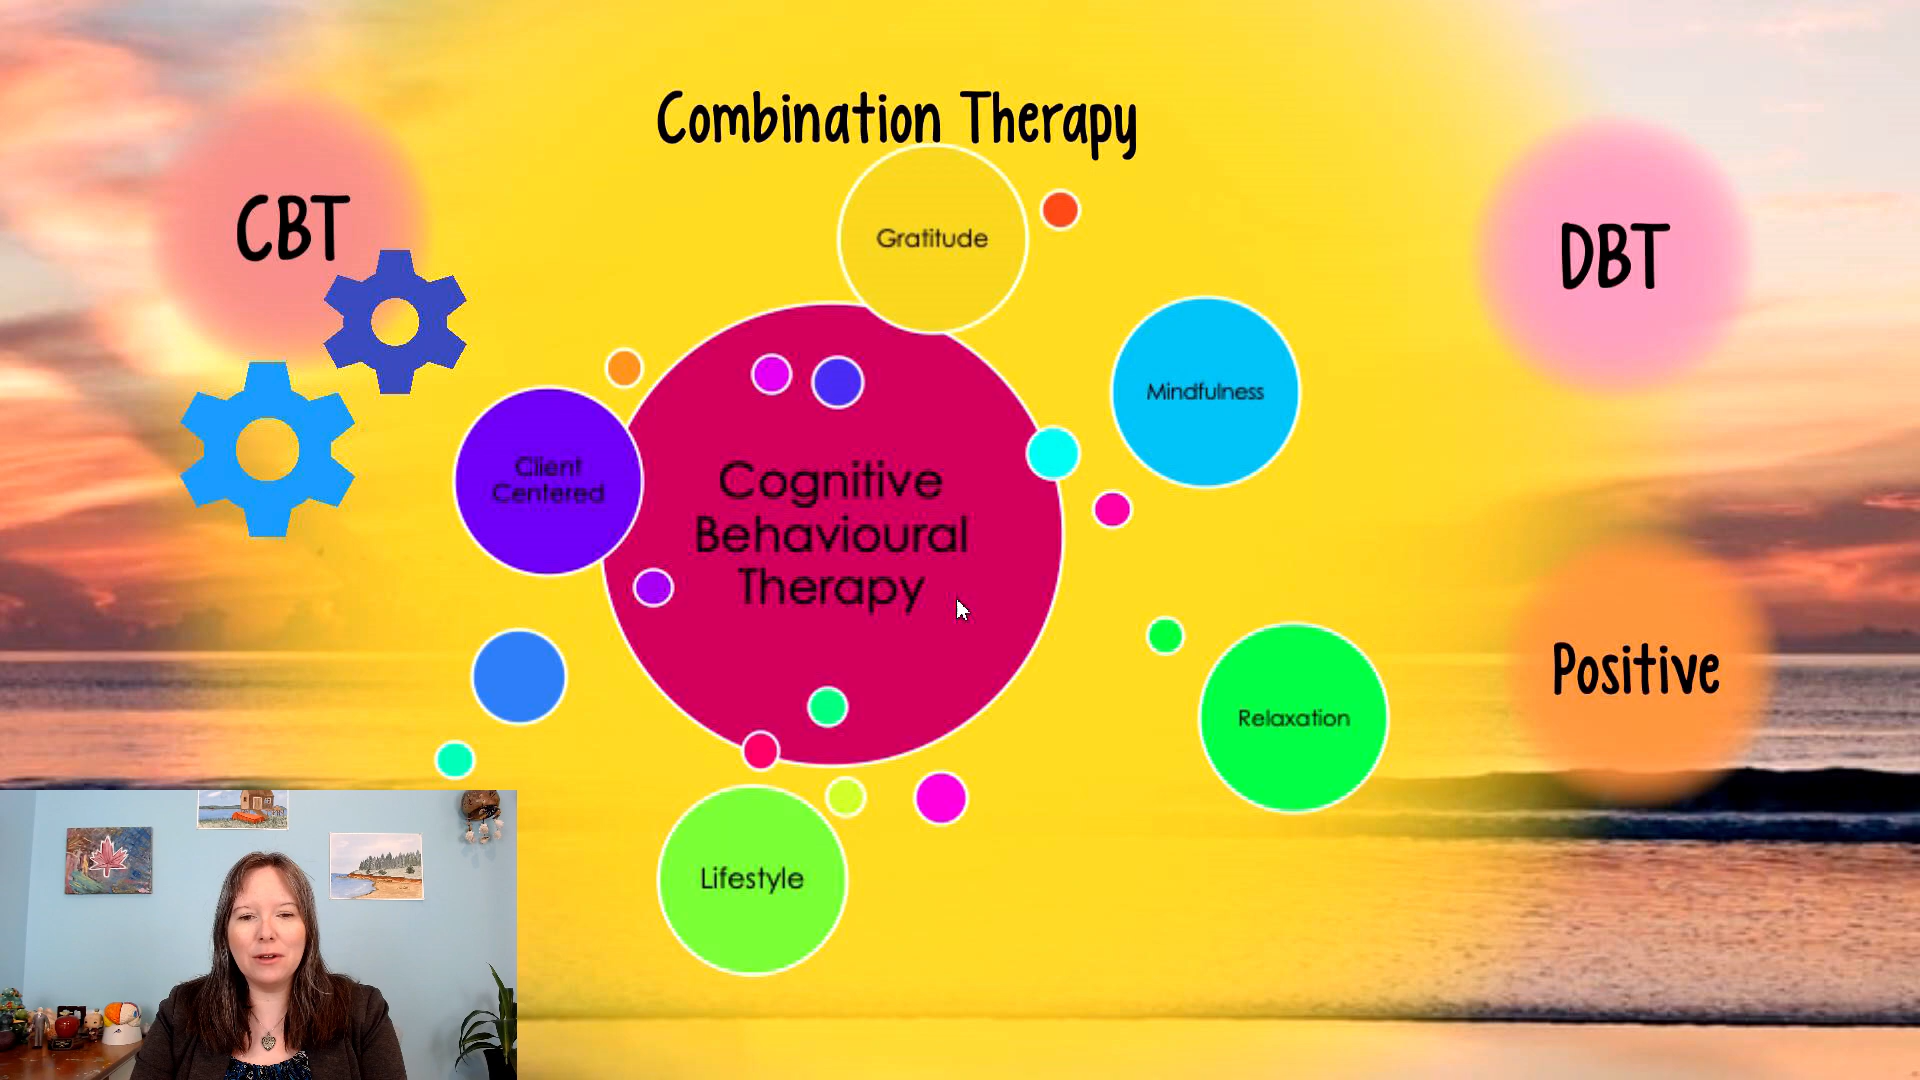 Combination Therapy
CBT
Gratitude
DBT
Mindfulness
Client
Centered
Cognitive
Behavioural
Therapy
Positive
Relaxation
Lifestyle